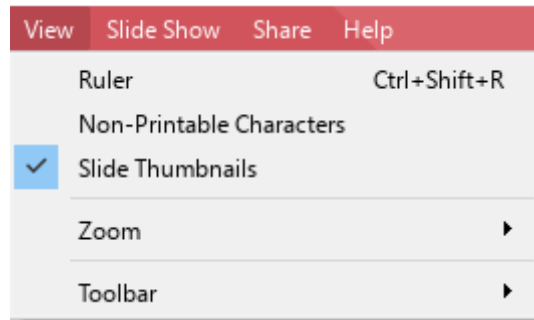 View Slide Show Share Help
Ruler Ctrl+Shift+R
Non-Printable Characters
Slide Thumbnails
Zoom
Toolbar